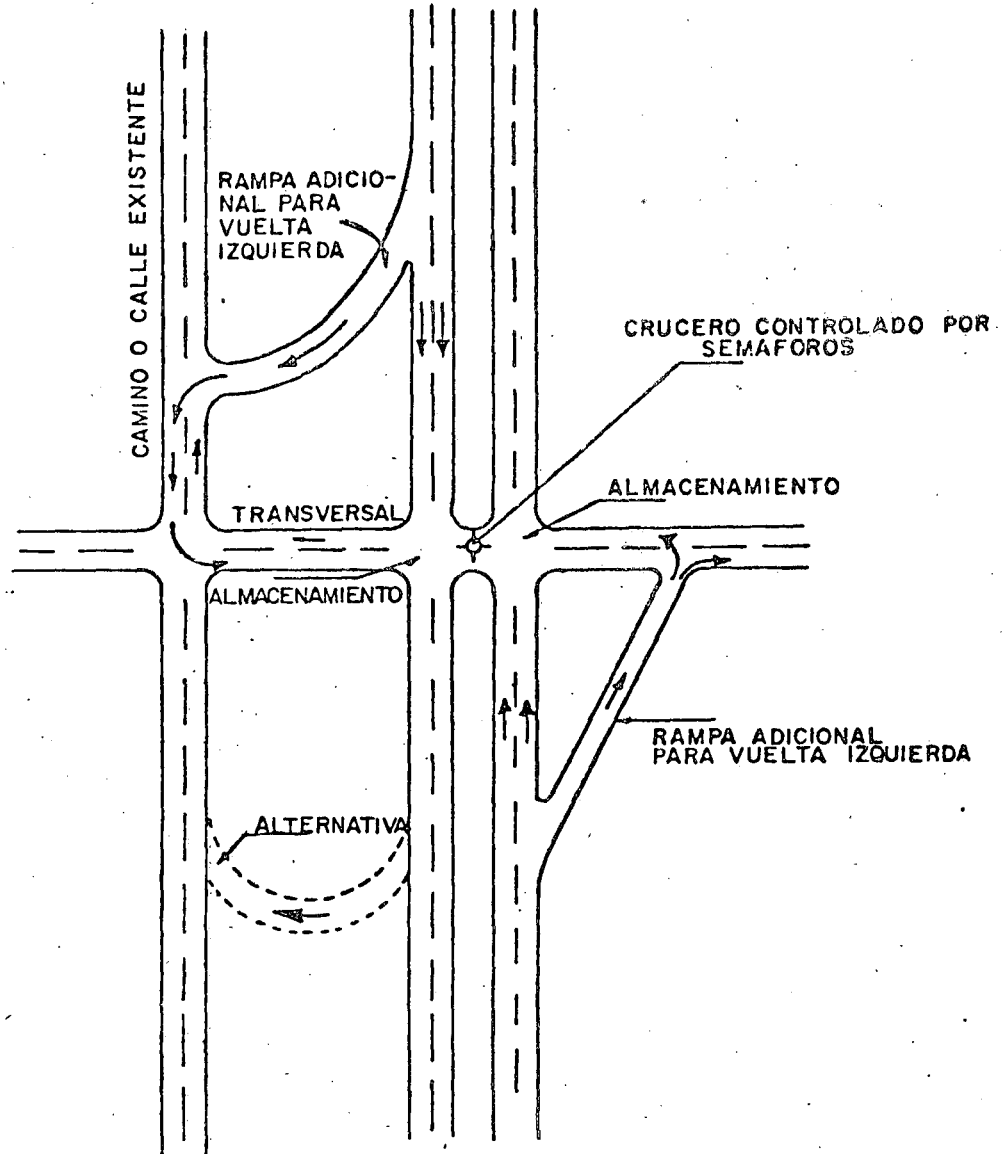 CAMINO O CALLE EXISTENTE
RAMPA ADICIO-
NAL PARA
VUELTA
IZQUIERDA
CRUCERO CONTROLADO POR
SEMAFOROS
ALMACENAMIENTO
TRANSVERSAL
ALMACENAMIENTO
RAMPA ADICIONAL
PARA VUELTA IZQUIERDA
ALTERNATIVA